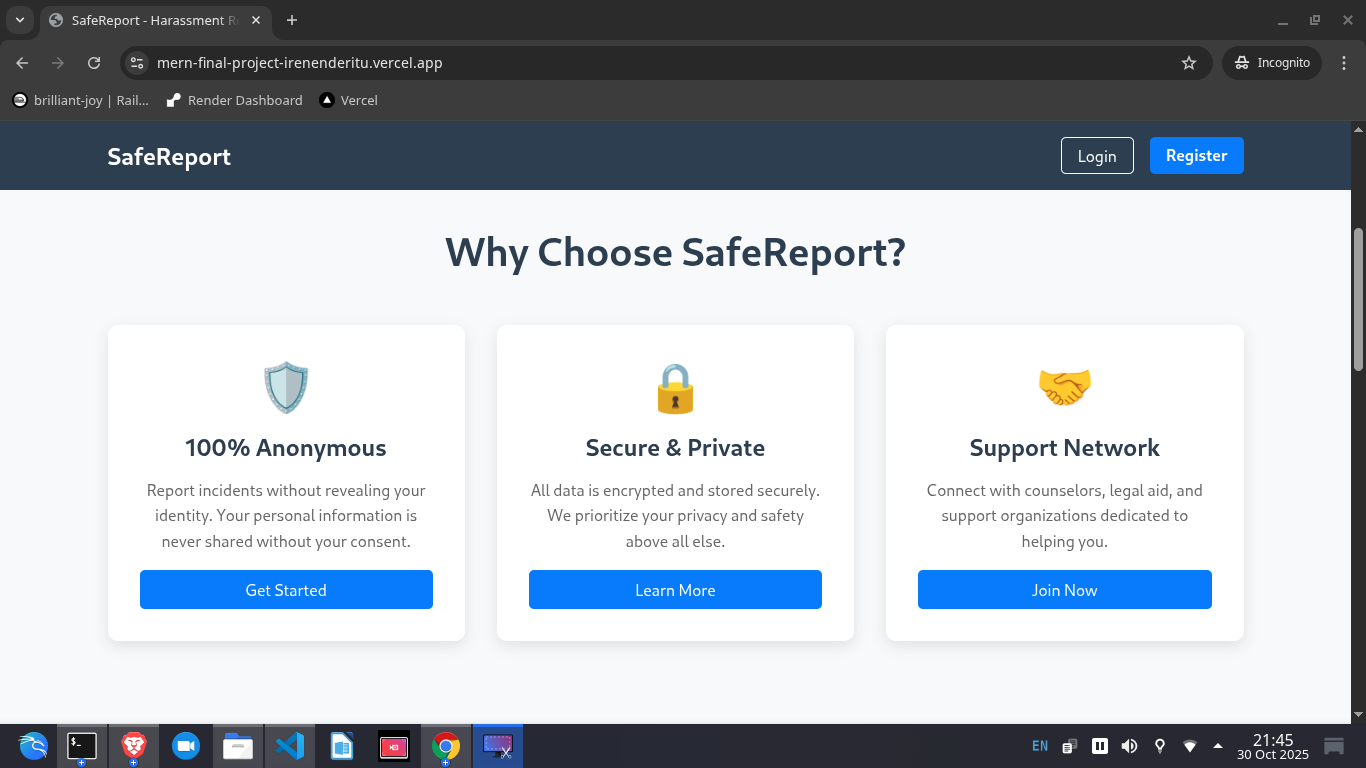 SafeReport - Harassment R
mern-final-project-irenenderitu.vercel.app
Incognito
brilliant-joy | Rail... Render Dashboard Vercel
SafeReport Login Register
Why Choose SafeReport?
100% Anonymous
Report incidents without revealing your
identity. Your personal information is
never shared without your consent.
Get Started
Secure & Private
All data is encrypted and stored securely.
We prioritize your privacy and safety
above all else.
Learn More
Support Network
Connect with counselors, legal aid, and
support organizations dedicated to
helping you.
Join Now
EN
21:45
30 Oct 2025